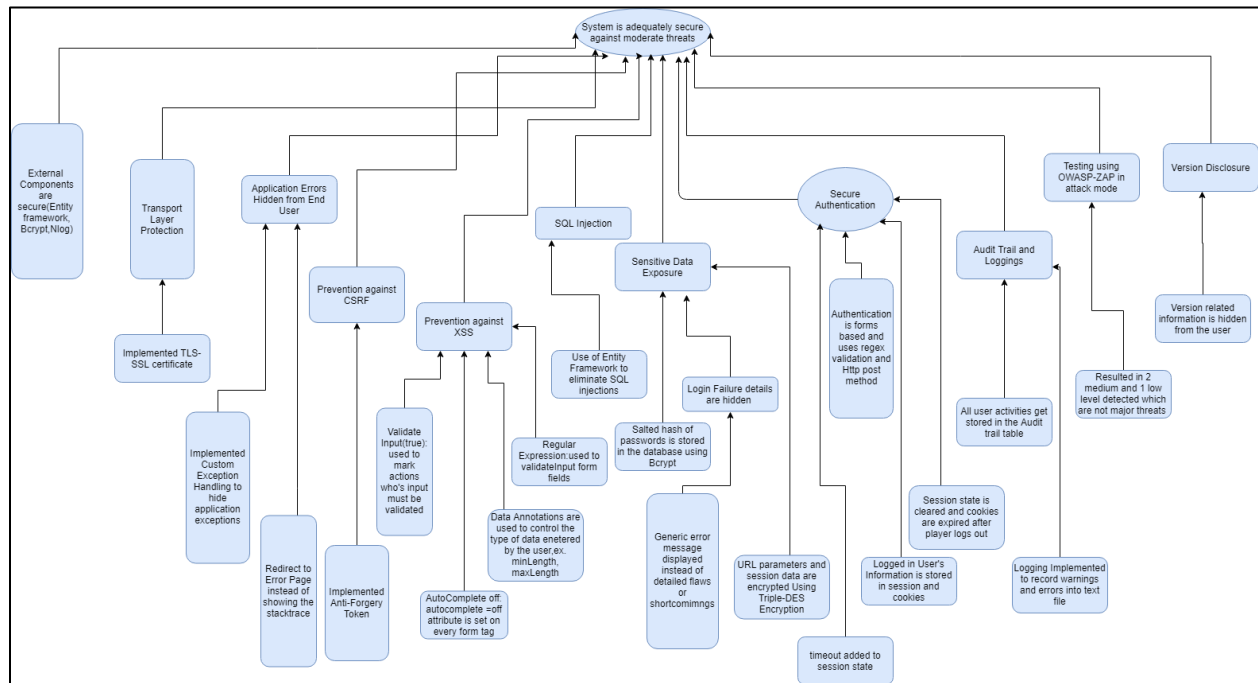 System is adequately secure
against moderate threats
External
Components
are
secure(Entity
framework,
Bcrypt,Nlog)
Transport
Layer
Protection
Application Errors
Hidden from End
User
Prevention against
CSRF
Prevention against
XSS
SQL Injection
Sensitive Data
Exposure
Secure
Authentication
Audit Trail and
Loggings
Testing using
OWASP-ZAP in
attack mode
Version Disclosure
Implemented TLS-
SSL certificate
Implemented
Custom
Exception
Handling to
hide
application
exceptions
Redirect to
Error Page
instead of
showing the
stacktrace
Implemented
Anti-Forgery
Token
Validate
Input(true):
used to
mark
actions
who's input
must be
validated
AutoComplete off:
autocomplete =off
attribute is set on
every form tag
Data Annotations are
used to control the
type of data enetered
by the user,ex.
minLength,
maxLength
Regular
Expression:used to
validateInput form
fields
Use of Entity
Framework to
eliminate SQL
injections
Salted hash of
passwords is stored
in the database using
Bcrypt
Login Failure details
are hidden
Generic error
message
displayed
instead of
detailed flaws
or
shortcomimngs
URL parameters and
session data are
encrypted Using
Triple-DES
Encryption
Authentication
is forms
based and
uses regex
validation and
Http post
method
timeout added to
session state
Logged in User's
Information is stored
in session and
cookies
Session state is
cleared and cookies
are expired after
player logs out
All user activities get
stored in the Audit
trail table
Logging Implemented
to record warnings
and errors into text
file
Resulted in 2
medium and 1 low
level detected which
are not major threats
Version related
information is hidden
from the user